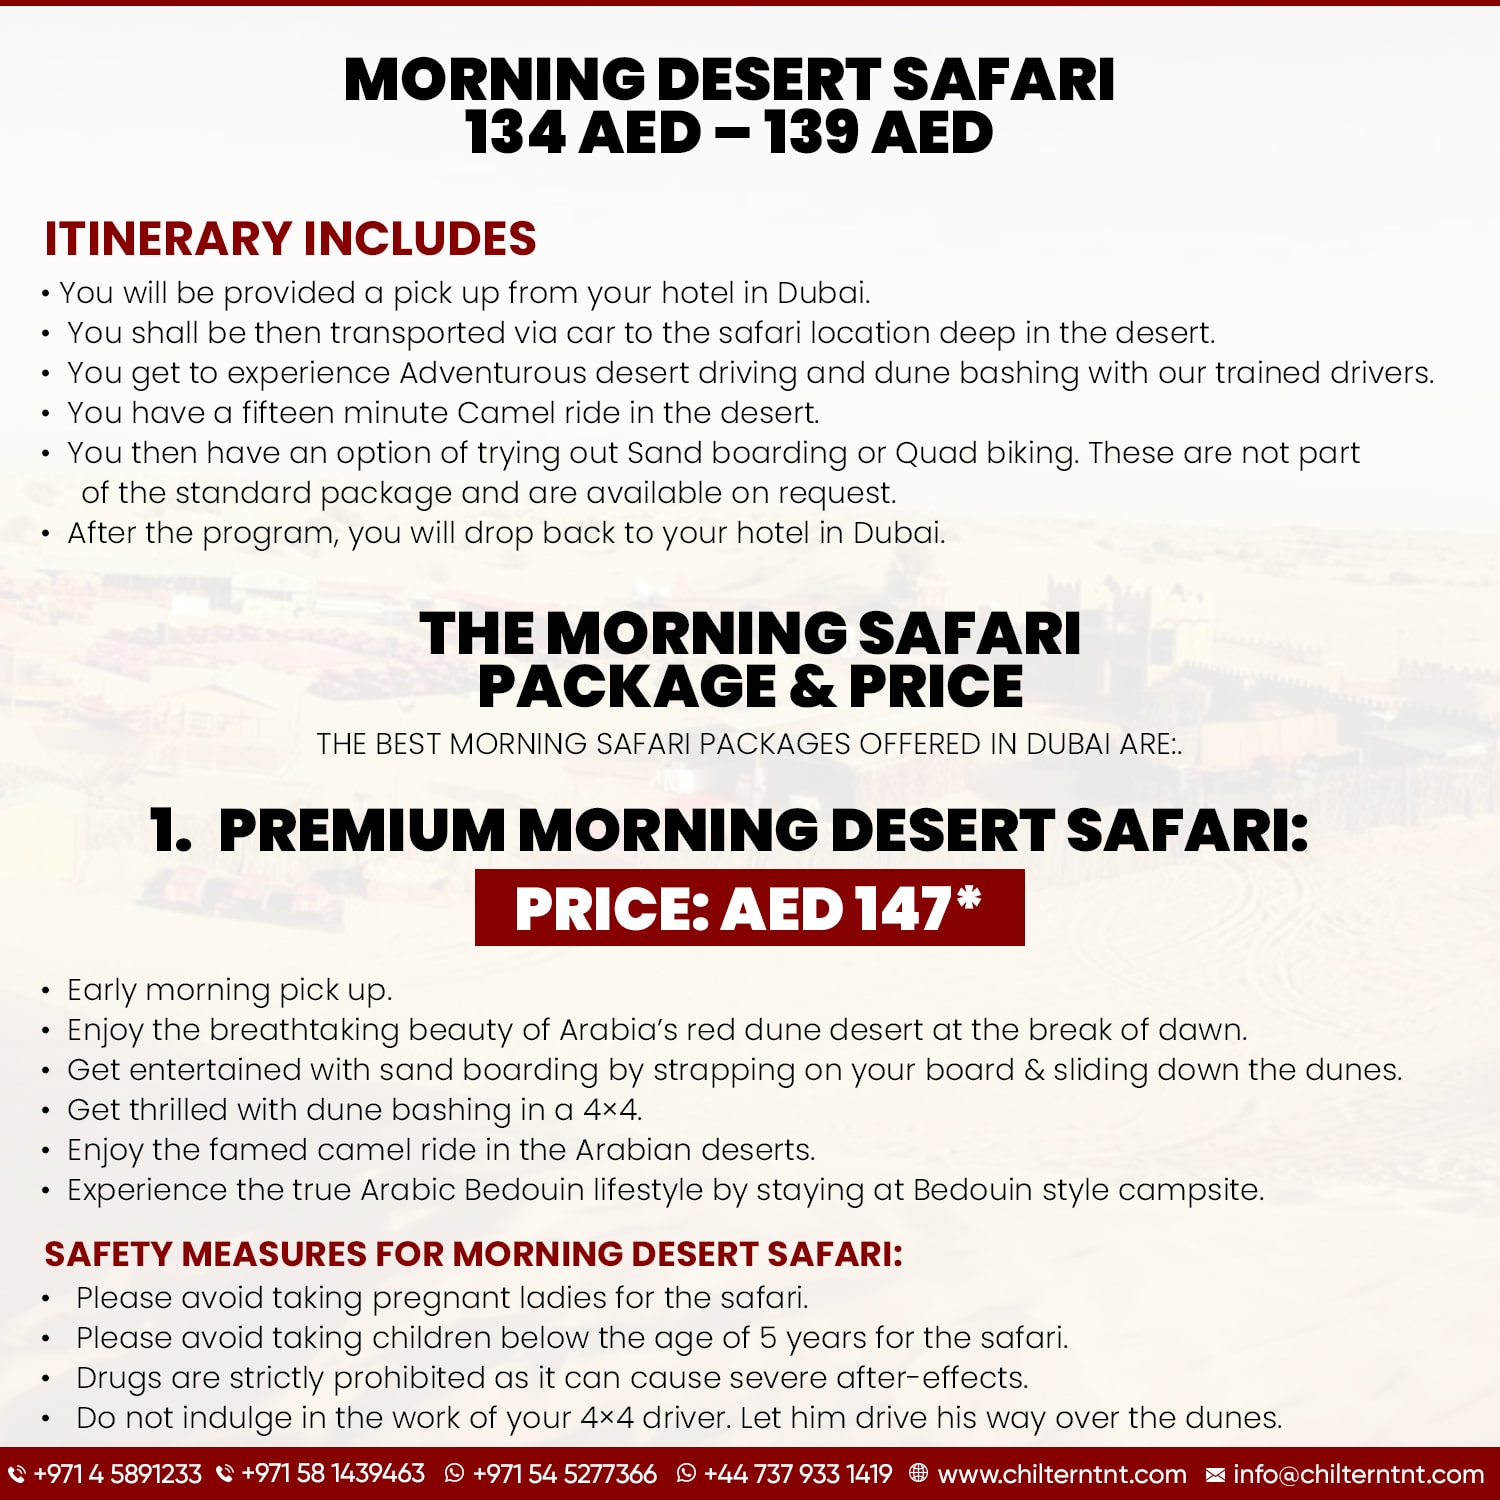 MORNING DESERT SAFARI
134 AED – 139 AED
ITINERARY INCLUDES
• You will be provided a pick up from your hotel in Dubai.
• You shall be then transported via car to the safari location deep in the desert.
• You get to experience Adventurous desert driving and dune bashing with our trained drivers.
• You have a fifteen minute Camel ride in the desert.
• You then have an option of trying out Sand boarding or Quad biking. These are not part
of the standard package and are available on request.
• After the program, you will drop back to your hotel in Dubai.
THE MORNING SAFARI
PACKAGE & PRICE
THE BEST MORNING SAFARI PACKAGES OFFERED IN DUBAI ARE:.
1. PREMIUM MORNING DESERT SAFARI:
PRICE: AED 147*
• Early morning pick up.
• Enjoy the breathtaking beauty of Arabia’s red dune desert at the break of dawn.
• Get entertained with sand boarding by strapping on your board & sliding down the dunes.
• Get thrilled with dune bashing in a 4×4.
• Enjoy the famed camel ride in the Arabian deserts.
• Experience the true Arabic Bedouin lifestyle by staying at Bedouin style campsite.
SAFETY MEASURES FOR MORNING DESERT SAFARI:
• Please avoid taking pregnant ladies for the safari.
• Please avoid taking children below the age of 5 years for the safari.
• Drugs are strictly prohibited as it can cause severe after-effects.
• Do not indulge in the work of your 4×4 driver. Let him drive his way over the dunes.
+971 4 5891233 +971 58 1439463 +971 54 5277366 +44 737 933 1419 www.chilterntnt.com info@chilterntnt.com